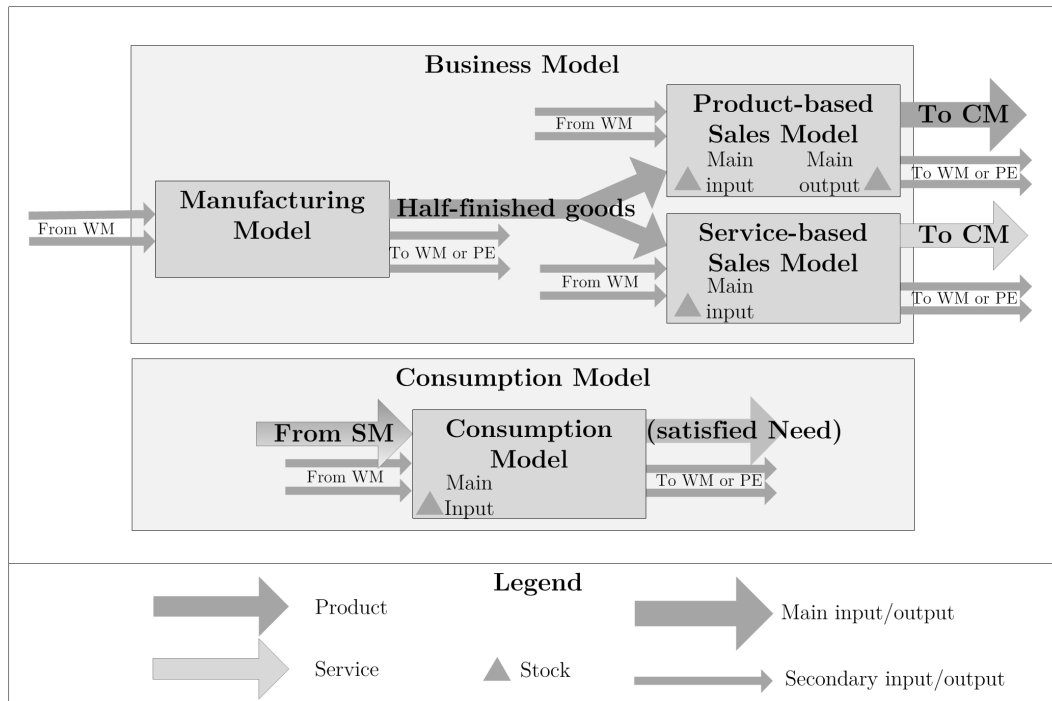 Business Model
Manufacturing
Model
From WM
Half-finished goods
To WM or PE
From WM
Product-based
Sales Model
Main
input
Main
output
To CM
To WM or PE
From WM
Service-based
Sales Model
Main
input
To CM
To WM or PE
Consumption Model
From SM
From WM
Consumption
Model
Main
Input
(satisfied Need)
To WM or PE
Legend
Product
Service
Stock
Main input/output
Secondary input/output